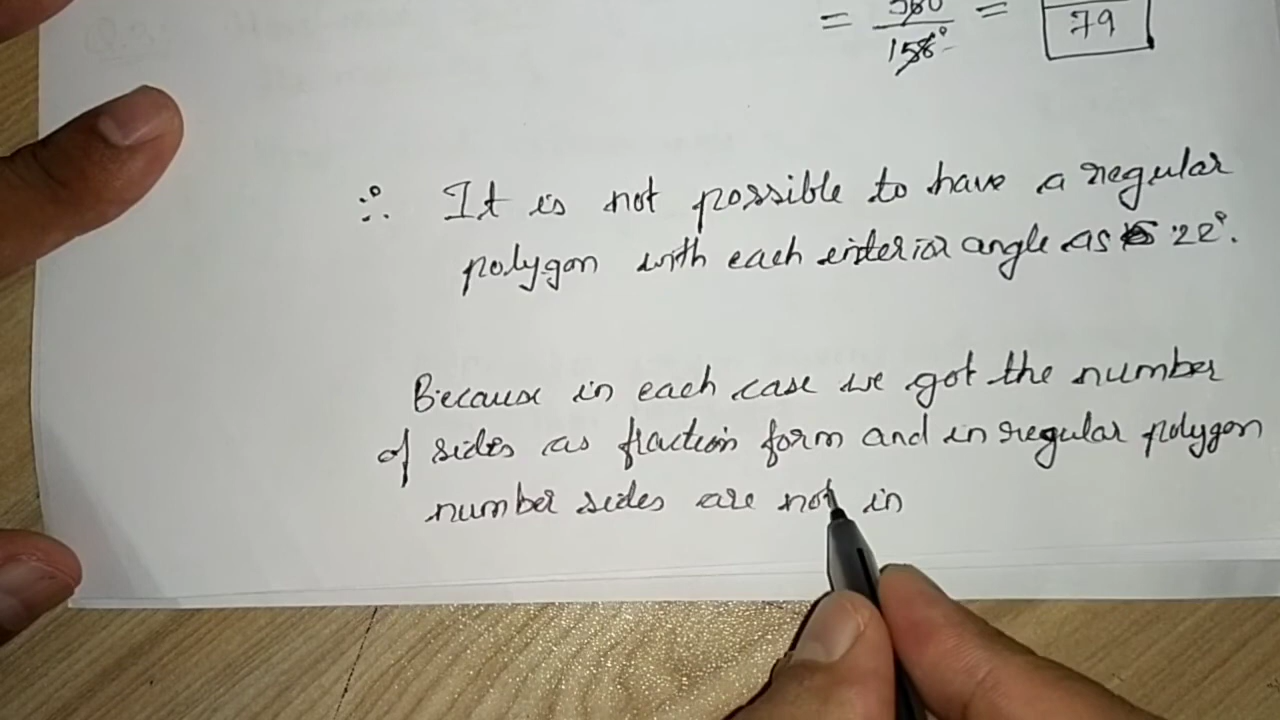 = 360/158° = 79
∴ It is not possible to have a regular
polygon with each interior angle as 22°.
Because in each case we got the number
of sides as fraction form and in regular polygon
number sides are not in